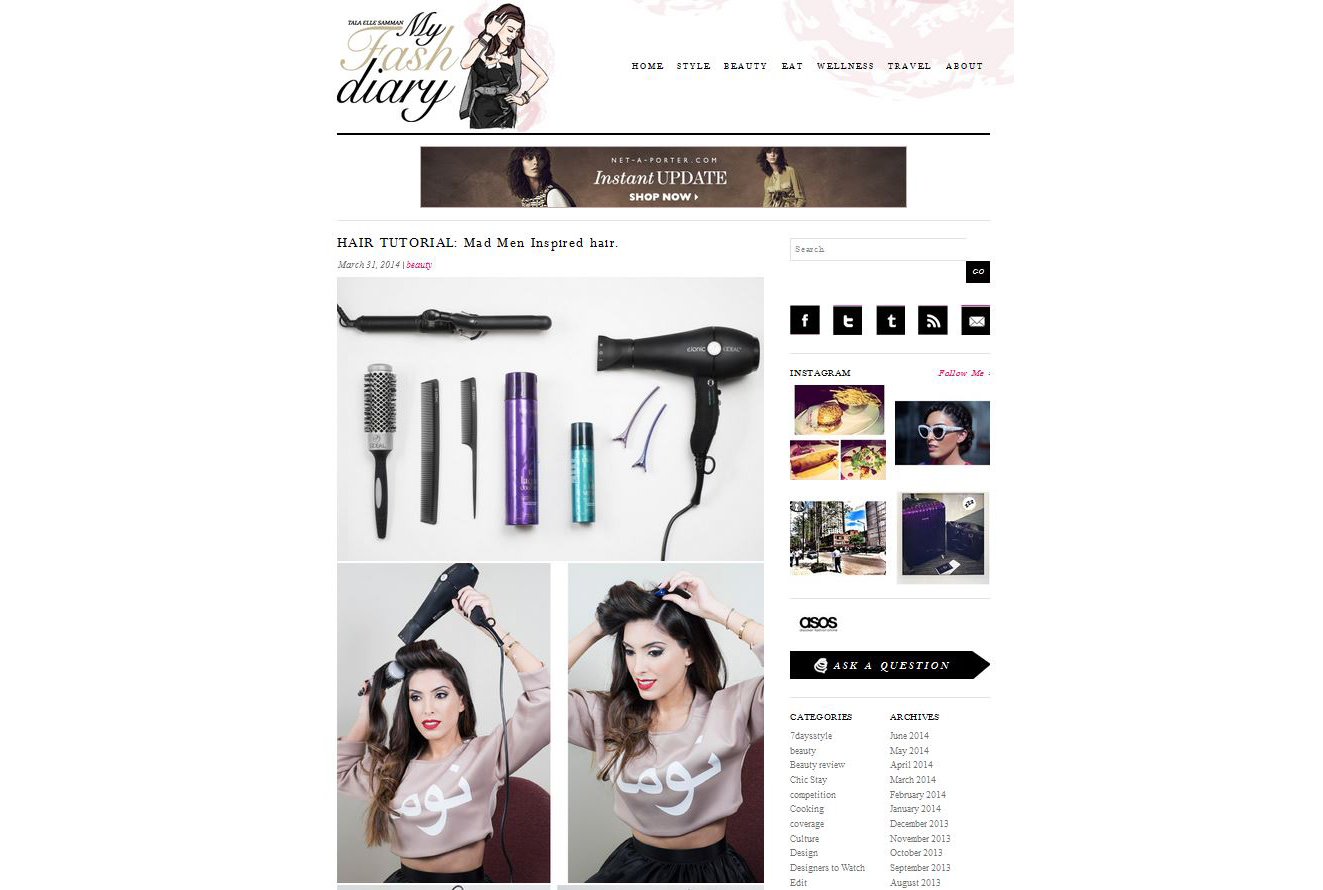 TALA ELLE SAMMAN
My
Fash
diary
HOME STYLE BEAUTY EAT WELLNESS TRAVEL ABOUT
NET-A-PORTER.COM
Instant UPDATE
SHOP NOW
HAIR TUTORIAL: Mad Men Inspired hair.
March 31, 2014 | beauty
Search
GO
INSTAGRAM
Follow Me
asos
ASK A QUESTION
CATEGORIES
7daysstyle
beauty
Beauty review
Chic Stay
competition
Cooking
coverage
Culture
Design
Designers to Watch
Edit
ARCHIVES
June 2014
May 2014
April 2014
March 2014
February 2014
January 2014
December 2013
November 2013
October 2013
September 2013
August 2013